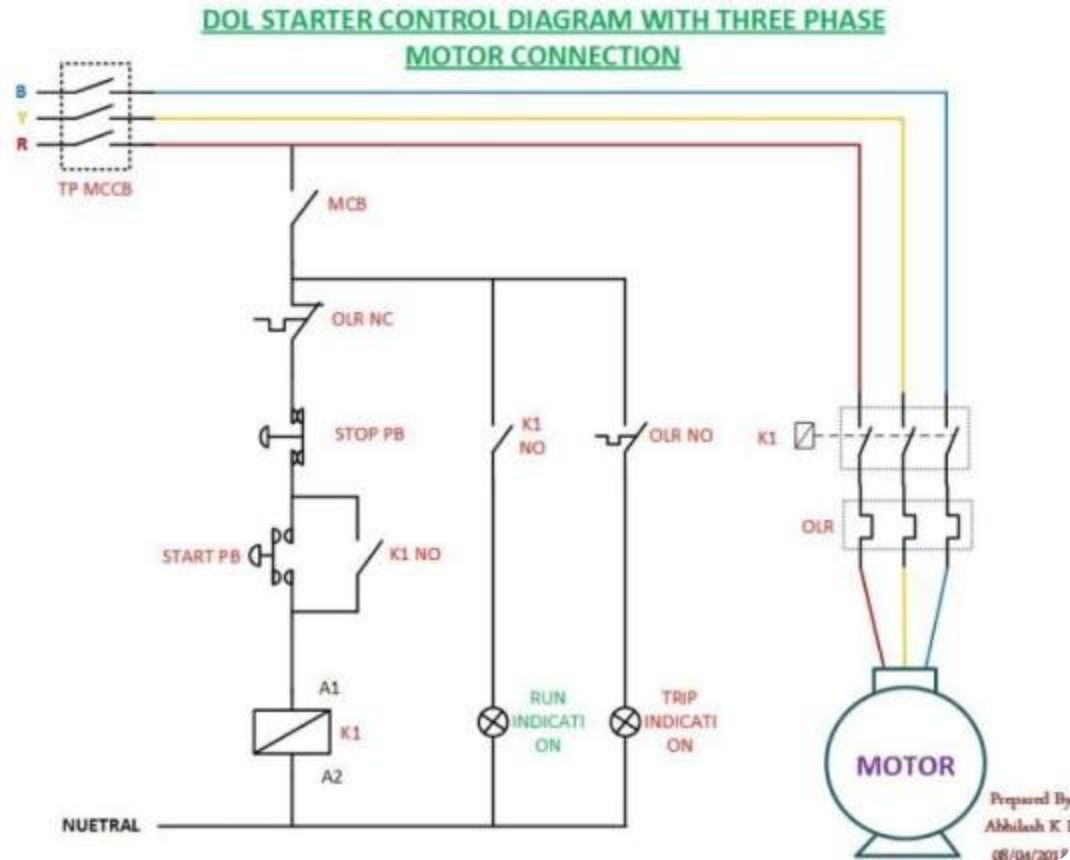 DOL STARTER CONTROL DIAGRAM WITH THREE PHASE
MOTOR CONNECTION
B
Y
R
TP MCCB
MCB
OLR NC
STOP PB
K1
NO
OLR NO
K1
START PB
K1 NO
OLR
A1
K1
A2
RUN
INDICATI
ON
TRIP
INDICATI
ON
MOTOR
NUETRAL
Prepared By
Abhilash K